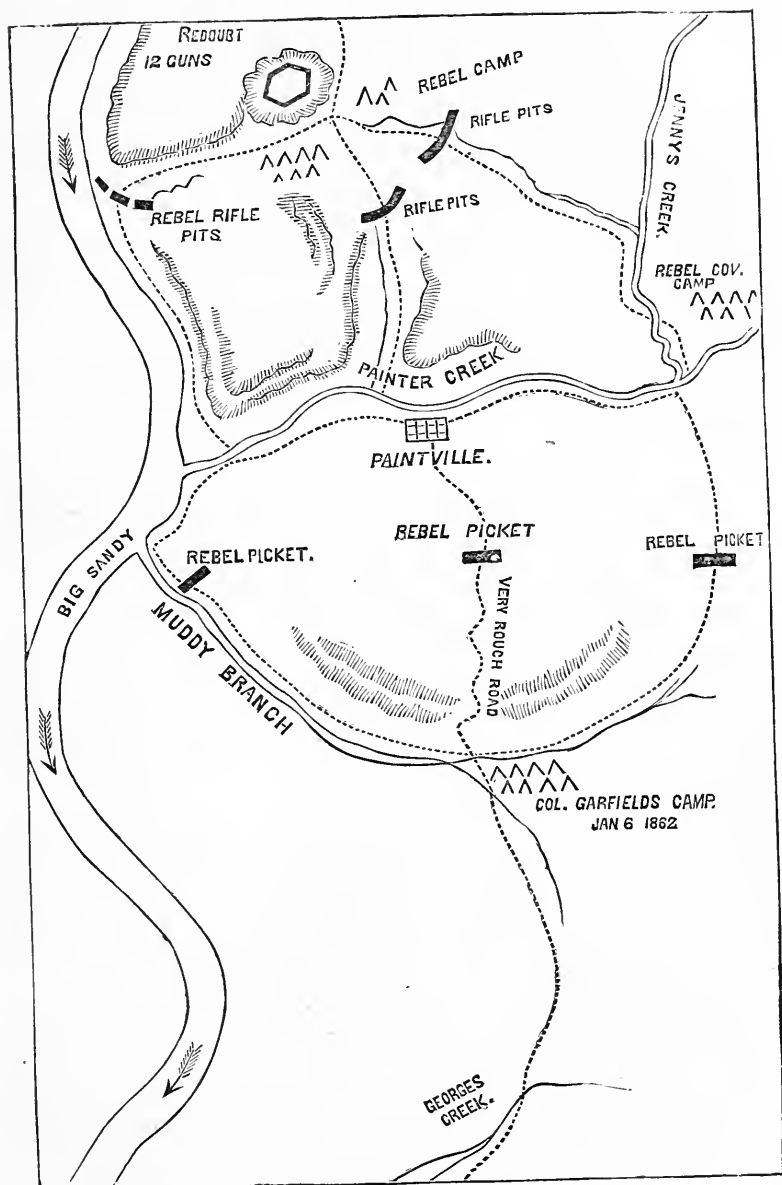 REDOUBT
12 GUNS
REBEL CAMP
RIFLE PITS
JENNYS CREEK.
REBEL RIFLE
PITS
RIFLE PITS
REBEL COV.
CAMP
PAINTER CREEK
PAINTVILLE.
REBEL PICKET.
REBEL PICKET
REBEL PICKET
BIG SANDY
MUDDY BRANCH
VERY ROUGH ROAD
COL. GARFIELDS CAMP.
JAN 6 1862
GEORGES
CREEK.